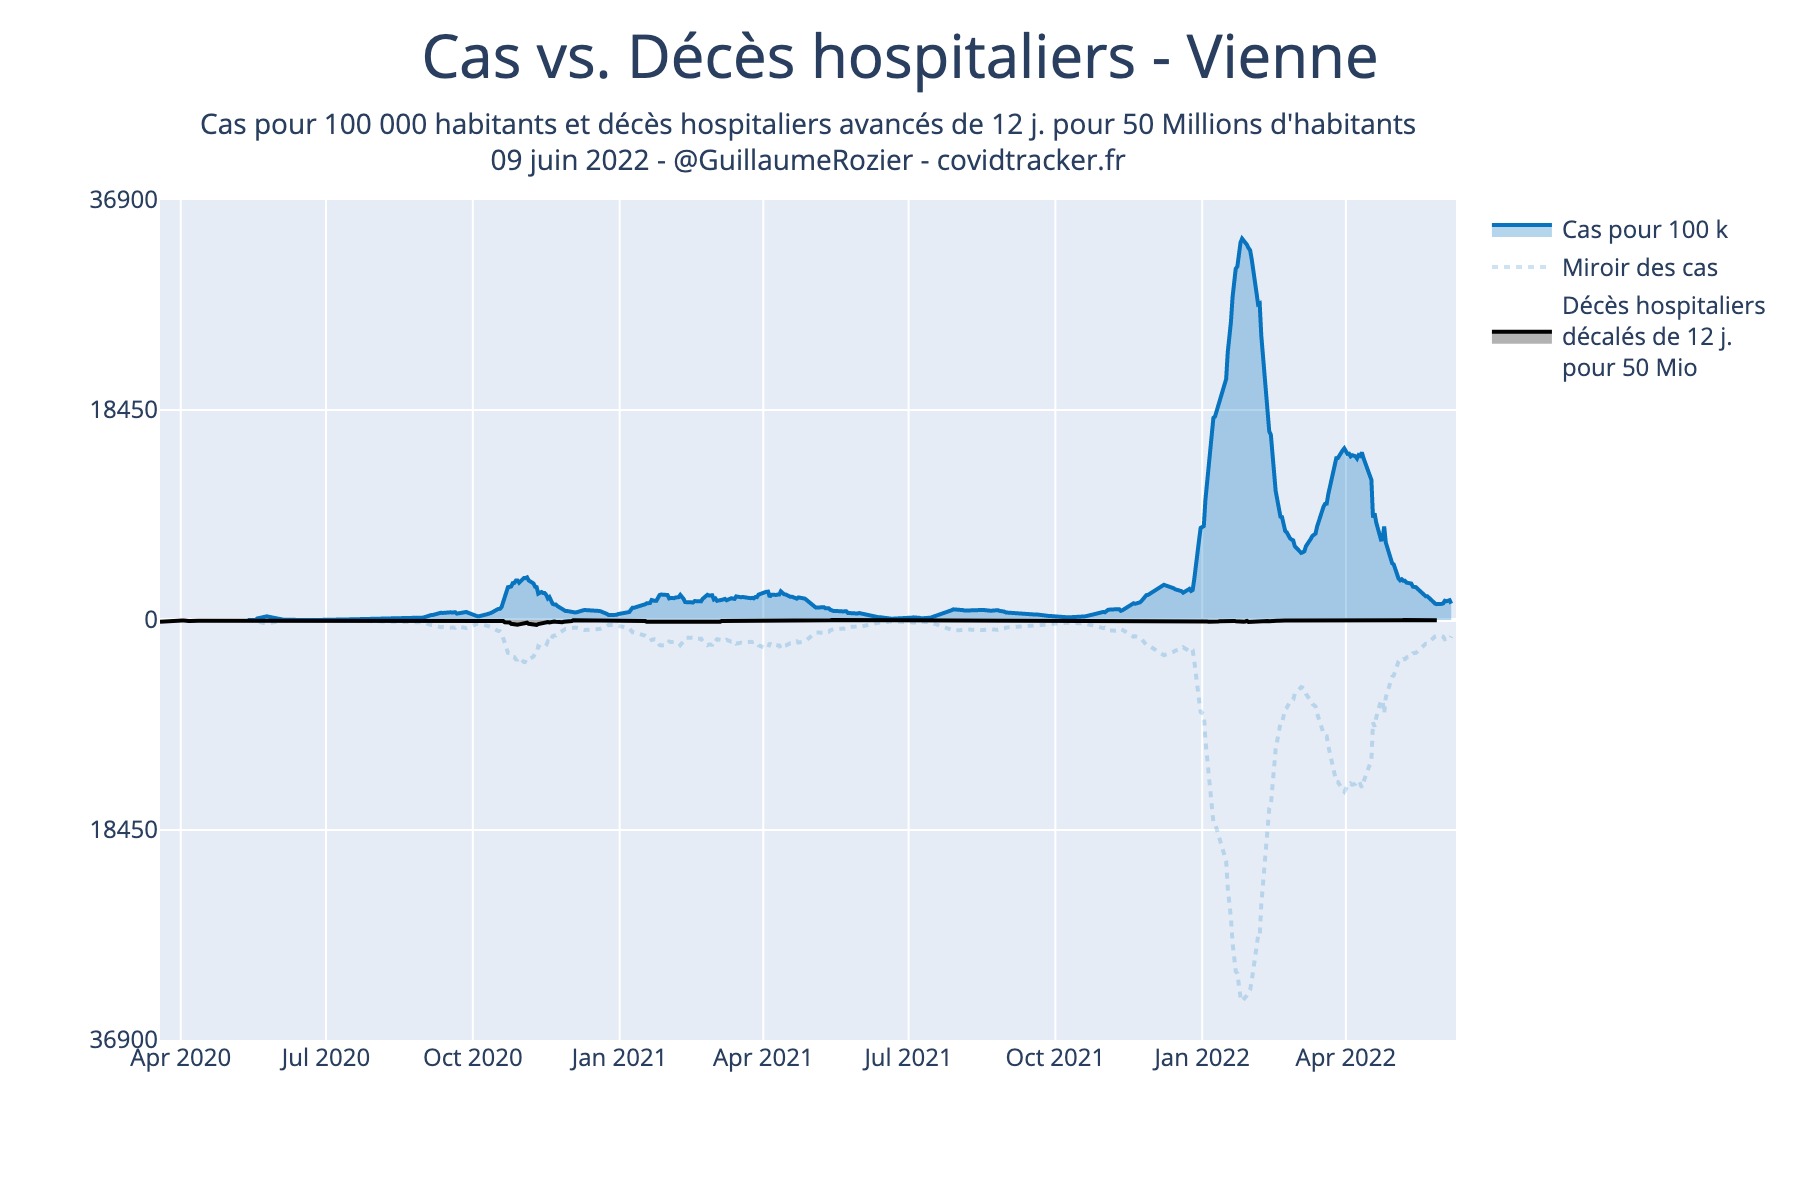 Cas vs. Décès hospitaliers - Vienne
Cas pour 100 000 habitants et décès hospitaliers avancés de 12 j. pour 50 Millions d'habitants
09 juin 2022 - @GuillaumeRozier - covidtracker.fr
36900
18450
0
18450
36900
Apr 2020
Jul 2020
Oct 2020
Jan 2021
Apr 2021
Jul 2021
Oct 2021
Jan 2022
Apr 2022
Cas pour 100 k
Miroir des cas
Décès hospitaliers
décalés de 12 j.
pour 50 Mio